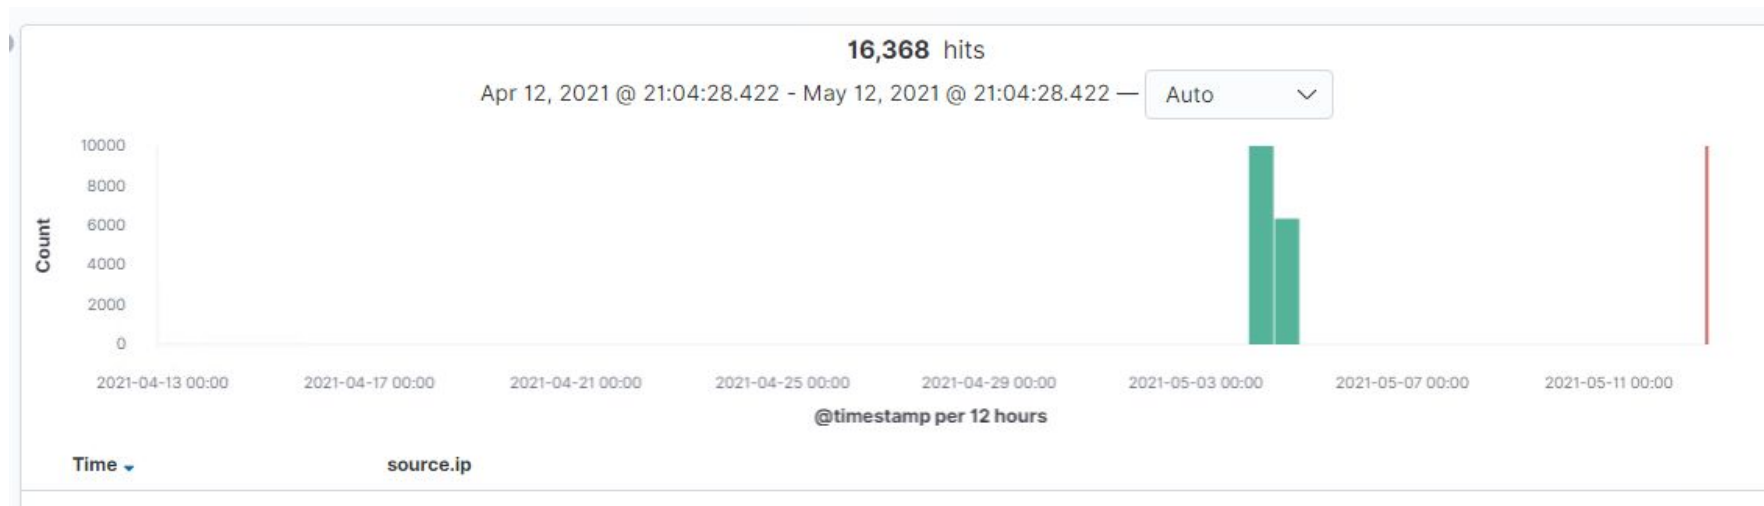 16,368 hits
Apr 12, 2021 @ 21:04:28.422 - May 12, 2021 @ 21:04:28.422 — Auto
Count
10000
8000
6000
4000
2000
0
2021-04-13 00:00 2021-04-17 00:00 2021-04-21 00:00 2021-04-25 00:00 2021-04-29 00:00 2021-05-03 00:00 2021-05-07 00:00 2021-05-11 00:00
@timestamp per 12 hours
Time source.ip